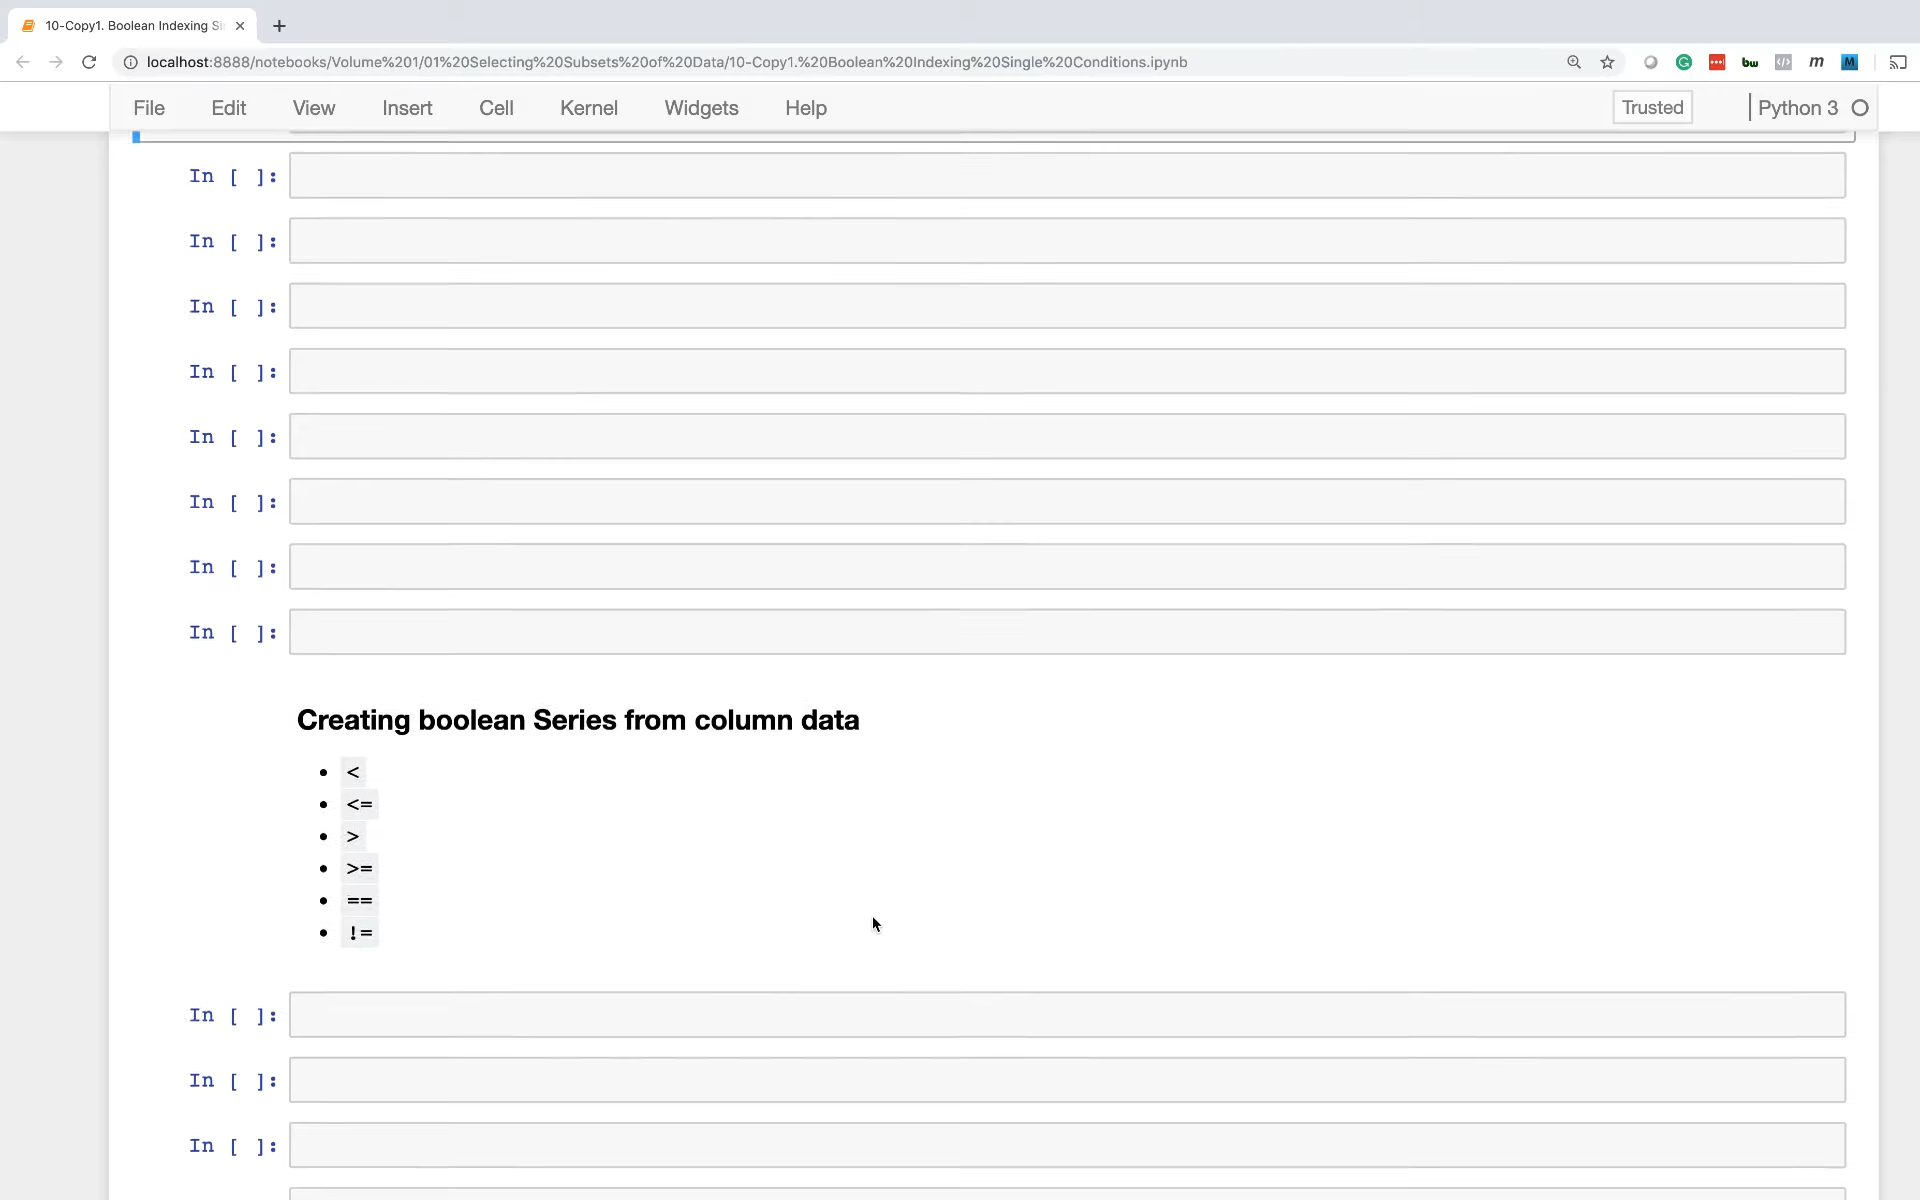 10-Copy1. Boolean Indexing Si
localhost:8888/notebooks/Volume%201/01%20Selecting%20Subsets%20of%20Data/10-Copy1.%20Boolean%20Indexing%20Single%20Conditions.ipynb
bw
</>
m
M
File Edit View Insert Cell Kernel Widgets Help Trusted Python 3
In [ ]:
In [ ]:
In [ ]:
In [ ]:
In [ ]:
In [ ]:
In [ ]:
In [ ]:
Creating boolean Series from column data
• <
• <=
• >
• >=
• ==
• !=
In [ ]:
In [ ]:
In [ ]: